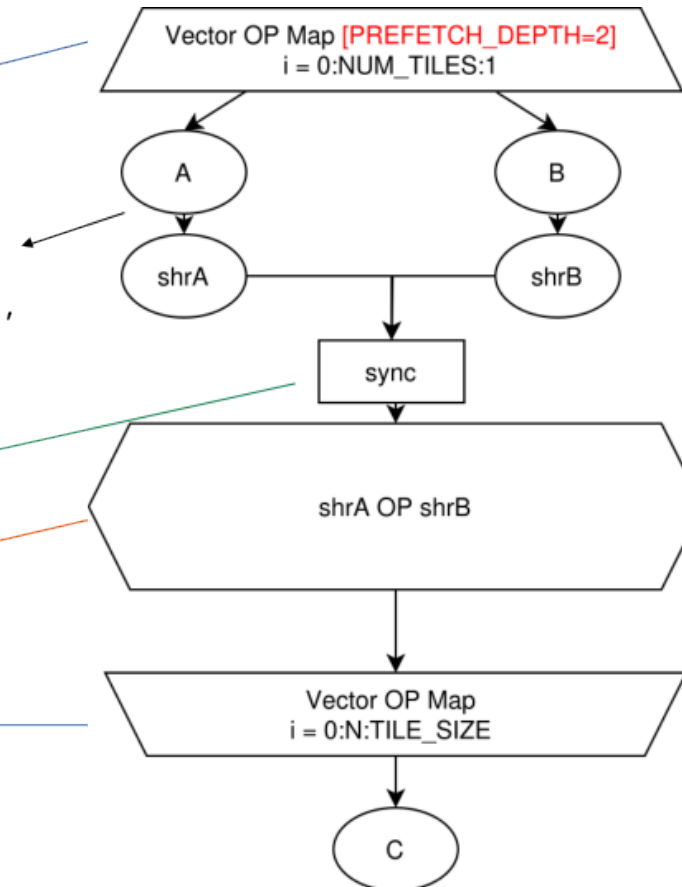 Vector OP Map [PREFETCH_DEPTH=2]
i = 0:NUM_TILES:1
A
B
shrA
shrB
,
sync
shrA OP shrB
Vector OP Map
i = 0:N:TILE_SIZE
C